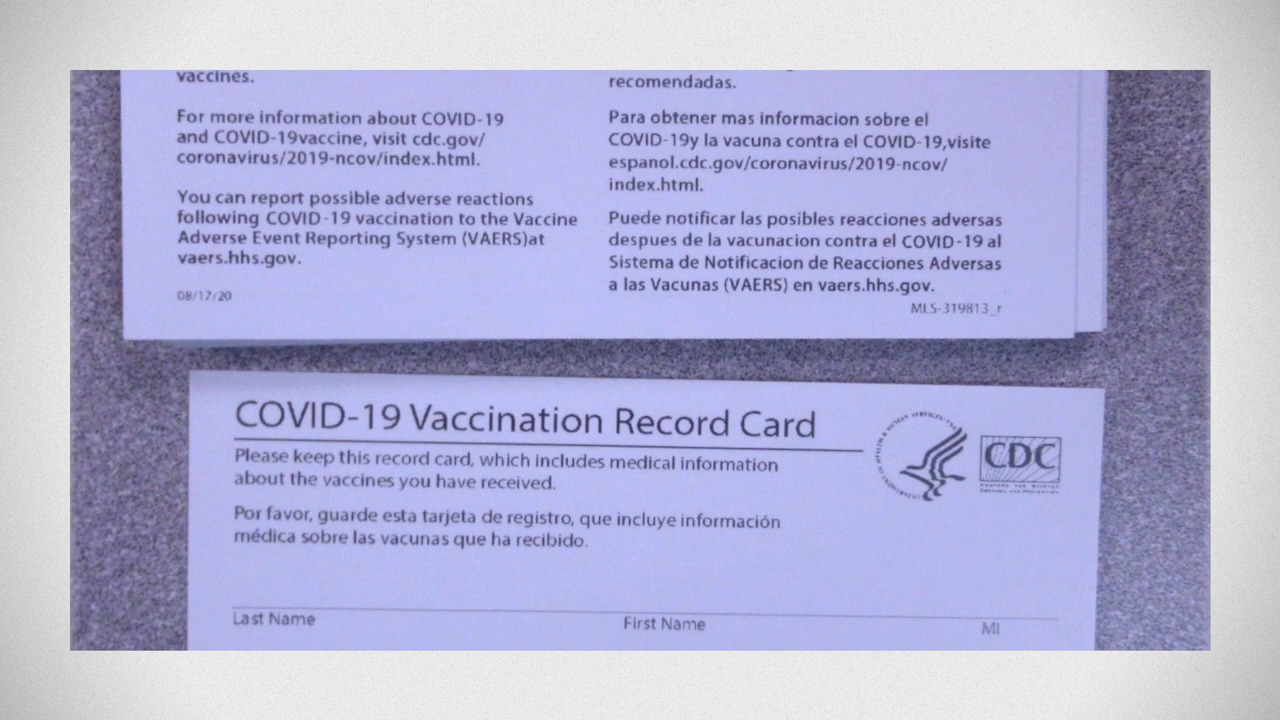 vaccines.
For more information about COVID-19
and COVID-19vaccine, visit cdc.gov/
coronavirus/2019-ncov/index.html.
You can report possible adverse reactions
following COVID-19 vaccination to the Vaccine
Adverse Event Reporting System (VAERS)at
vaers.hhs.gov.
08/17/20
recomendadas.
Para obtener mas informacion sobre el
COVID-19y la vacuna contra el COVID-19,visite
espanol.cdc.gov/coronavirus/2019-ncov/
index.html.
Puede notificar las posibles reacciones adversas
despues de la vacunacion contra el COVID-19 al
Sistema de Notificacion de Reacciones Adversas
a las Vacunas (VAERS) en vaers.hhs.gov.
MLS-319813_r
COVID-19 Vaccination Record Card
Please keep this record card, which includes medical information
about the vaccines you have received.
Por favor, guarde esta tarjeta de registro, que incluye información
médica sobre las vacunas que ha recibido.
CDC
Last Name First Name MI